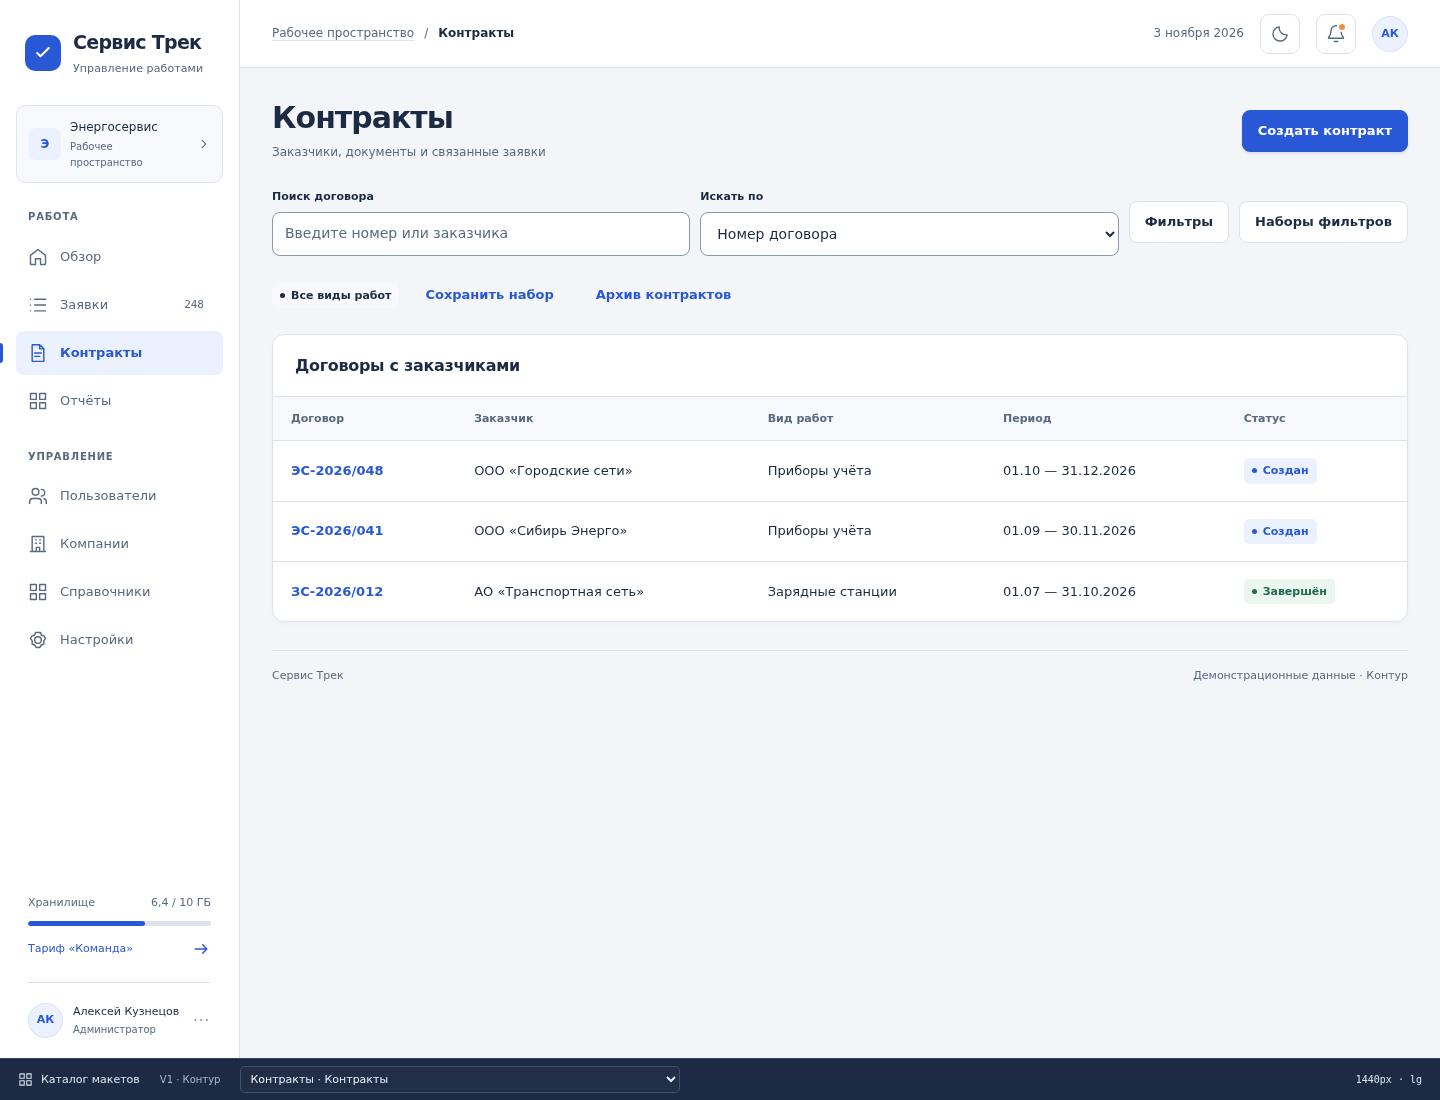 Сервис Трек
Управление работами
Э
Энергосервис
Рабочее
пространство
РАБОТА
Обзор
Заявки 248
Контракты
Отчёты
УПРАВЛЕНИЕ
Пользователи
Компании
Справочники
Настройки
Хранилище 6,4 / 10 ГБ
Тариф «Команда»
АК
Алексей Кузнецов
Администратор
Рабочее пространство / Контракты
3 ноября 2026
АК
Контракты
Заказчики, документы и связанные заявки
Создать контракт
Поиск договора
Введите номер или заказчика
Искать по
Номер договора
Фильтры
Наборы фильтров
Все виды работ
Сохранить набор
Архив контрактов
Договоры с заказчиками
Договор Заказчик Вид работ Период Статус
ЭС-2026/048 ООО «Городские сети» Приборы учёта 01.10 — 31.12.2026 Создан
ЭС-2026/041 ООО «Сибирь Энерго» Приборы учёта 01.09 — 30.11.2026 Создан
ЗС-2026/012 АО «Транспортная сеть» Зарядные станции 01.07 — 31.10.2026 Завершён
Сервис Трек
Демонстрационные данные · Контур
Каталог макетов
V1 · Контур
Контракты · Контракты
1440px · lg